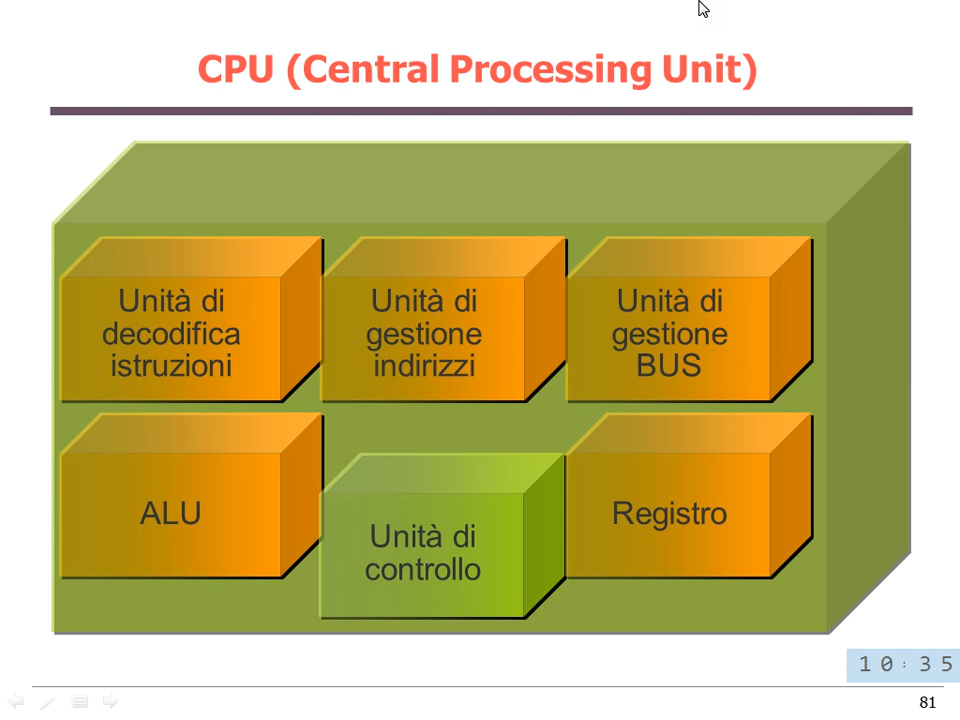 CPU (Central Processing Unit)
Unità di
decodifica
istruzioni
Unità di
gestione
indirizzi
Unità di
gestione
BUS
ALU
Unità di
controllo
Registro
10:35
81